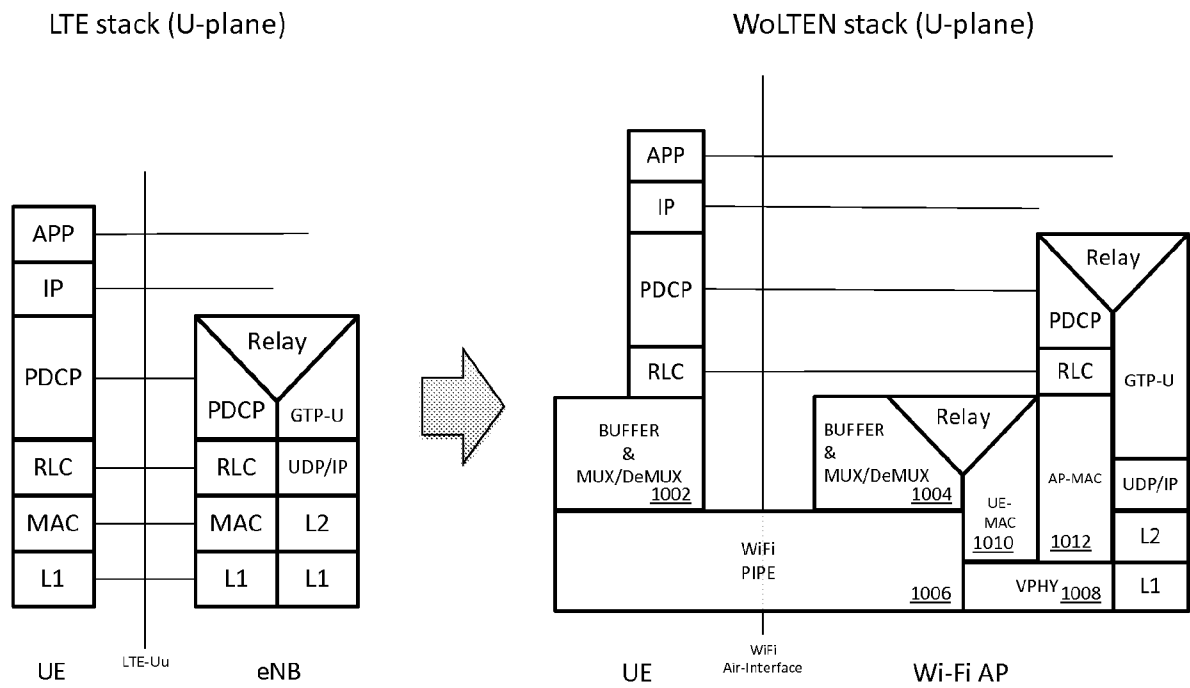 LTE stack (U-plane)
APP
IP
PDCP
RLC
MAC
L1
Relay
PDCP
GTP-U
RLC
UDP/IP
MAC
L2
L1
L1
UE
LTE-Uu
eNB
WoLTEN stack (U-plane)
APP
IP
PDCP
RLC
BUFFER
&
MUX/DeMUX
1002
BUFFER
&
MUX/DeMUX
1004
Relay
UE-
MAC
1010
Relay
PDCP
RLC
AP-MAC
1012
GTP-U
UDP/IP
L2
L1
WiFi
PIPE
1006
VPHY 1008
UE
WiFi
Air-Interface
Wi-Fi AP